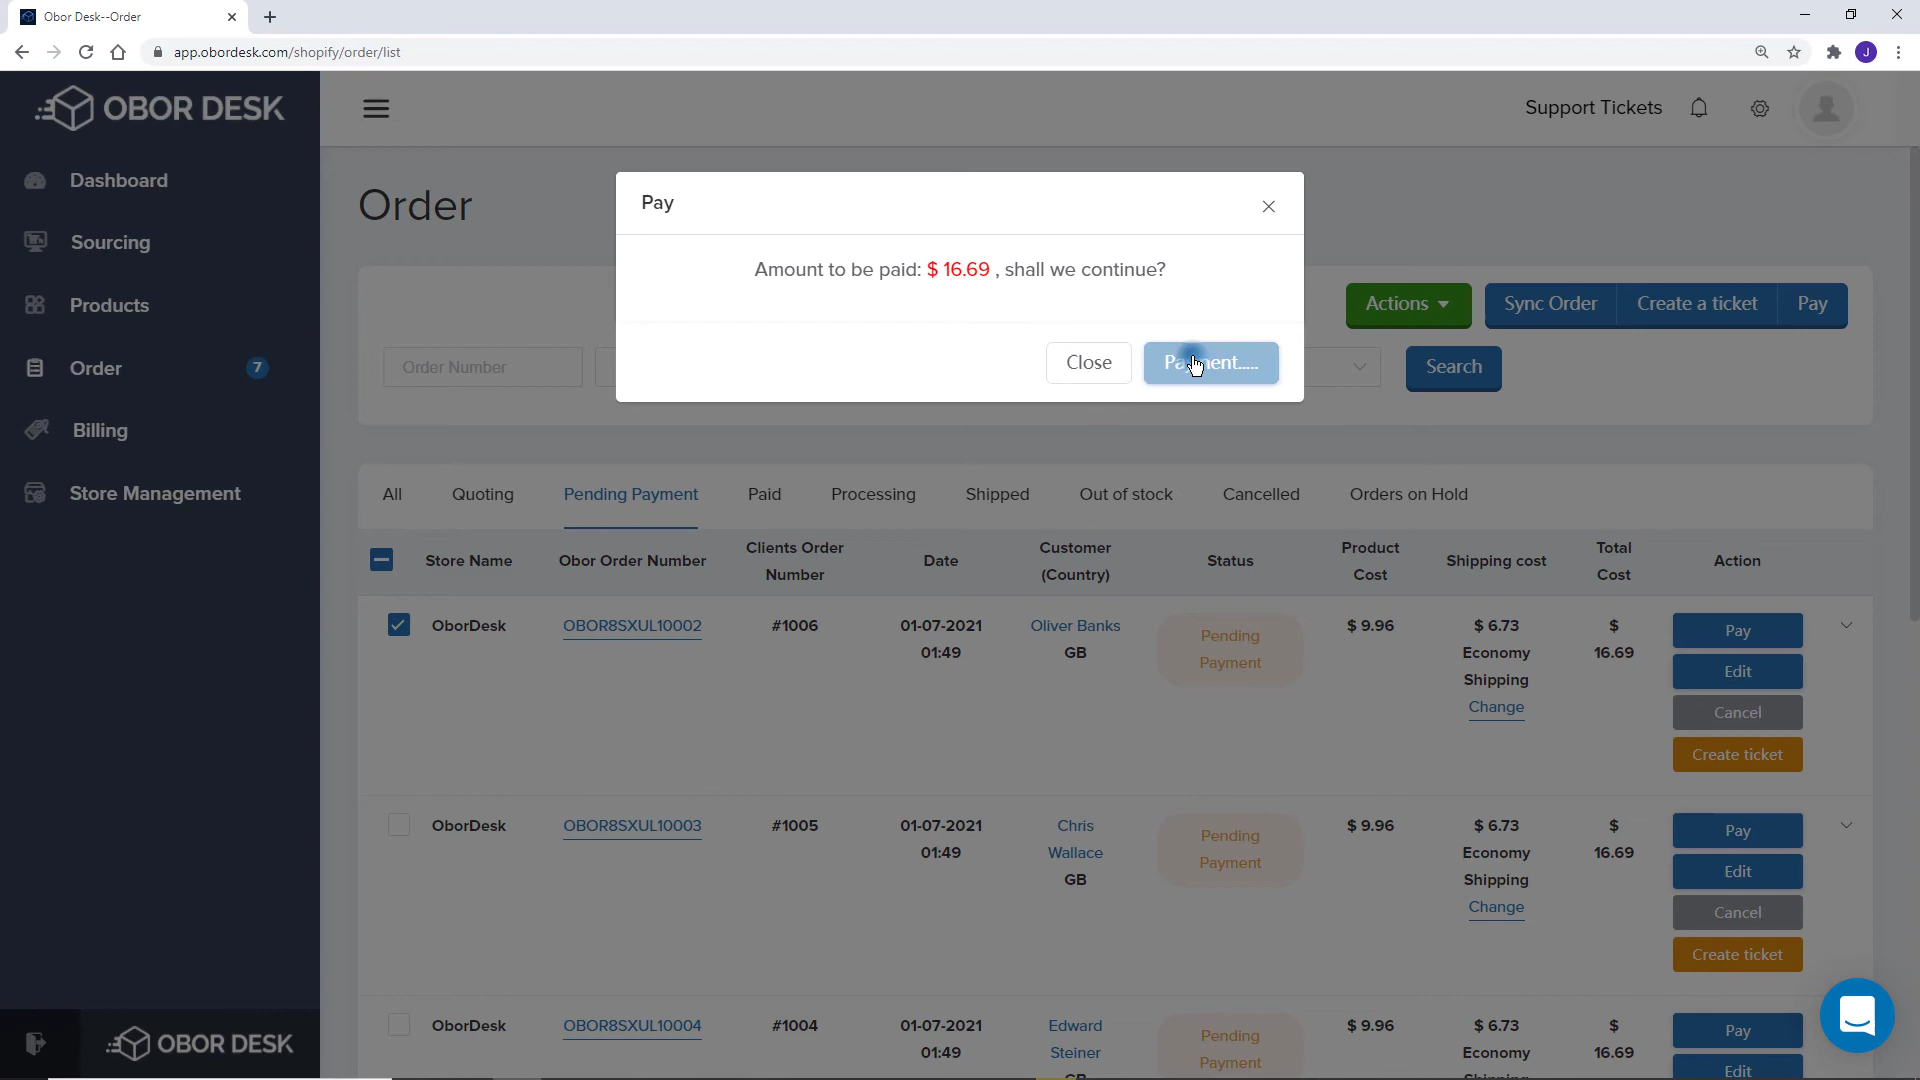 Obor Desk--Order
app.obordesk.com/shopify/order/list
J
OBOR DESK
Support Tickets
Dashboard
Sourcing
Products
Order 7
Billing
Store Management
OBOR DESK
Order
Pay
Amount to be paid: $ 16.69 , shall we continue?
Close
Actions Sync Order Create a ticket Pay
Order Number
Search
All Quoting Pending Payment Paid Processing Shipped Out of stock Cancelled Orders on Hold
Store Name Obor Order Number Clients Order Number Date Customer (Country) Status Product Cost Shipping cost Total Cost Action
OborDesk OBOR8SXUL10002 #1006 01-07-2021 Oliver Banks Pending $ 9.96 $ 6.73 $ Pay
01:49 GB Payment Economy 16.69
Shipping Edit
Change Cancel
Create ticket
OborDesk OBOR8SXUL10003 #1005 01-07-2021 Chris Pending $ 9.96 $ 6.73 $ Pay
01:49 Wallace Payment Economy 16.69
GB Shipping Edit
Change Cancel
Create ticket
OborDesk OBOR8SXUL10004 #1004 01-07-2021 Edward Pending $ 9.96 $ 6.73 $ Pay
01:49 Steiner Payment Economy 16.69
Edit